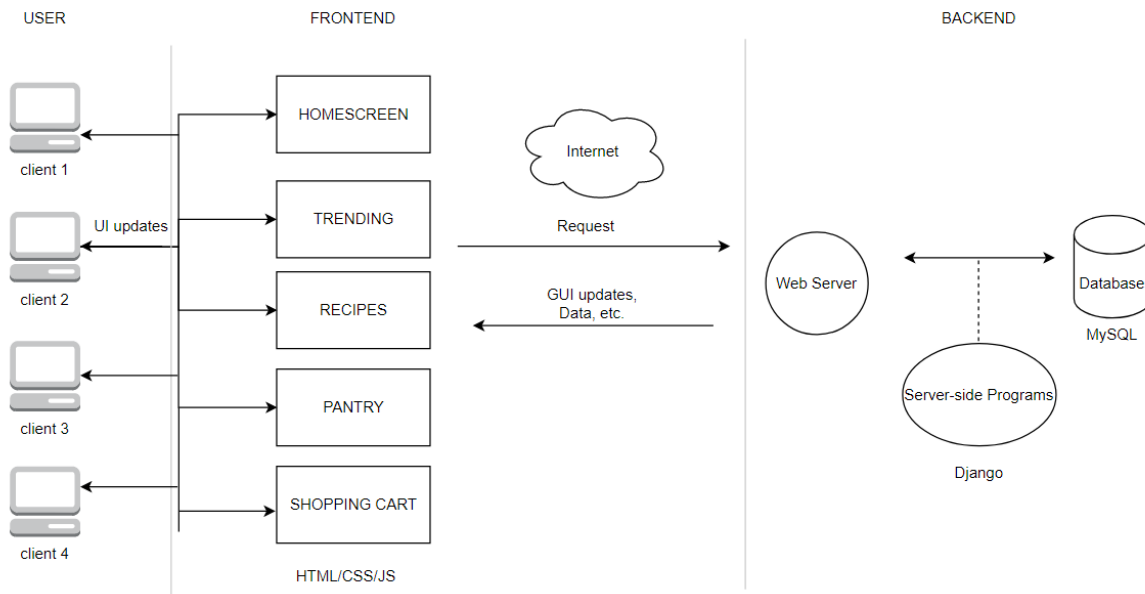 USER
FRONTEND
BACKEND
client 1
UI updates
client 2
client 3
client 4
HOMESCREEN
TRENDING
RECIPES
PANTRY
SHOPPING CART
HTML/CSS/JS
Internet
Request
GUI updates,
Data, etc.
Web Server
Database
MySQL
Server-side Programs
Django